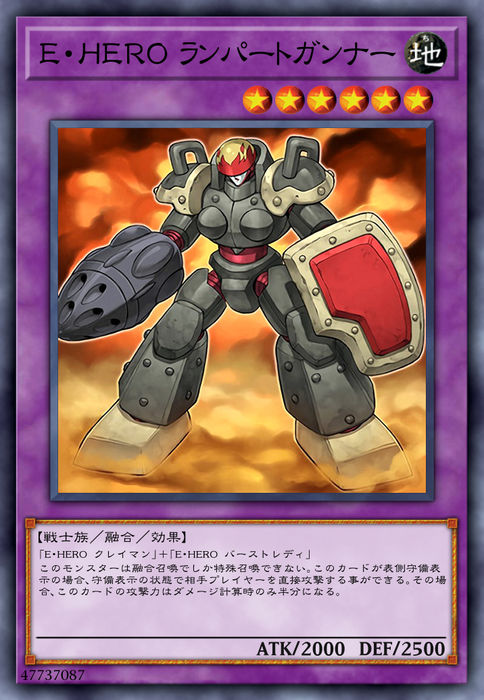 E・HERO ランパートガンナー
ち
地
【戦士族／融合／効果】
「E・HERO クレイマン」＋「E・HERO バーストレディ」
このモンスターは融合召喚でしか特殊召喚できない。このカードが表側守備表
示の場合、守備表示の状態で相手プレイヤーを直接攻撃する事ができる。その場
合、このカードの攻撃力はダメージ計算時のみ半分になる。
ATK/2000 DEF/2500
47737087